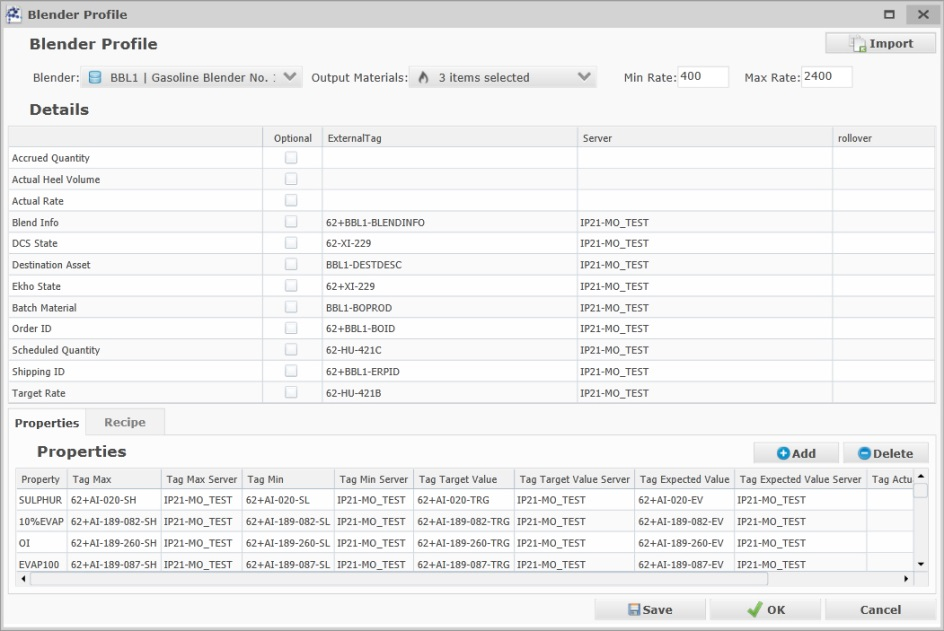 Blender Profile
Blender Profile
Import
Blender: BBL1 | Gasoline Blender No. Output Materials: 3 items selected Min Rate: 400 Max Rate: 2400
Details
Optional ExternalTag Server rollover
Accrued Quantity
Actual Heel Volume
Actual Rate
Blend Info 62+BBL1-BLENDINFO IP21-MO_TEST
DCS State 62-XI-229 IP21-MO_TEST
Destination Asset BBL1-DESTDESC IP21-MO_TEST
Ekho State 62+XI-229 IP21-MO_TEST
Batch Material BBL1-BOPROD IP21-MO_TEST
Order ID 62+BBL1-BOID IP21-MO_TEST
Scheduled Quantity 62-HU-421C IP21-MO_TEST
Shipping ID 62+BBL1-ERPID IP21-MO_TEST
Target Rate 62-HU-421B IP21-MO_TEST
Properties Recipe
Properties Add Delete
Property Tag Max Tag Max Server Tag Min Tag Min Server Tag Target Value Tag Target Value Server Tag Expected Value Tag Expected Value Server Tag Actu
SULPHUR 62+AI-020-SH IP21-MO_TEST 62+AI-020-SL IP21-MO_TEST 62+AI-020-TRG IP21-MO_TEST 62+AI-020-EV IP21-MO_TEST
10%EVAP 62+AI-189-082-SH IP21-MO_TEST 62+AI-189-082-SL IP21-MO_TEST 62+AI-189-082-TRG IP21-MO_TEST 62+AI-189-082-EV IP21-MO_TEST
OI 62+AI-189-260-SH IP21-MO_TEST 62+AI-189-260-SL IP21-MO_TEST 62+AI-189-260-TRG IP21-MO_TEST 62+AI-189-260-EV IP21-MO_TEST
EVAP100 62+AI-189-087-SH IP21-MO_TEST 62+AI-189-087-SL IP21-MO_TEST 62+AI-189-087-TRG IP21-MO_TEST 62+AI-189-087-EV IP21-MO_TEST
Save OK Cancel